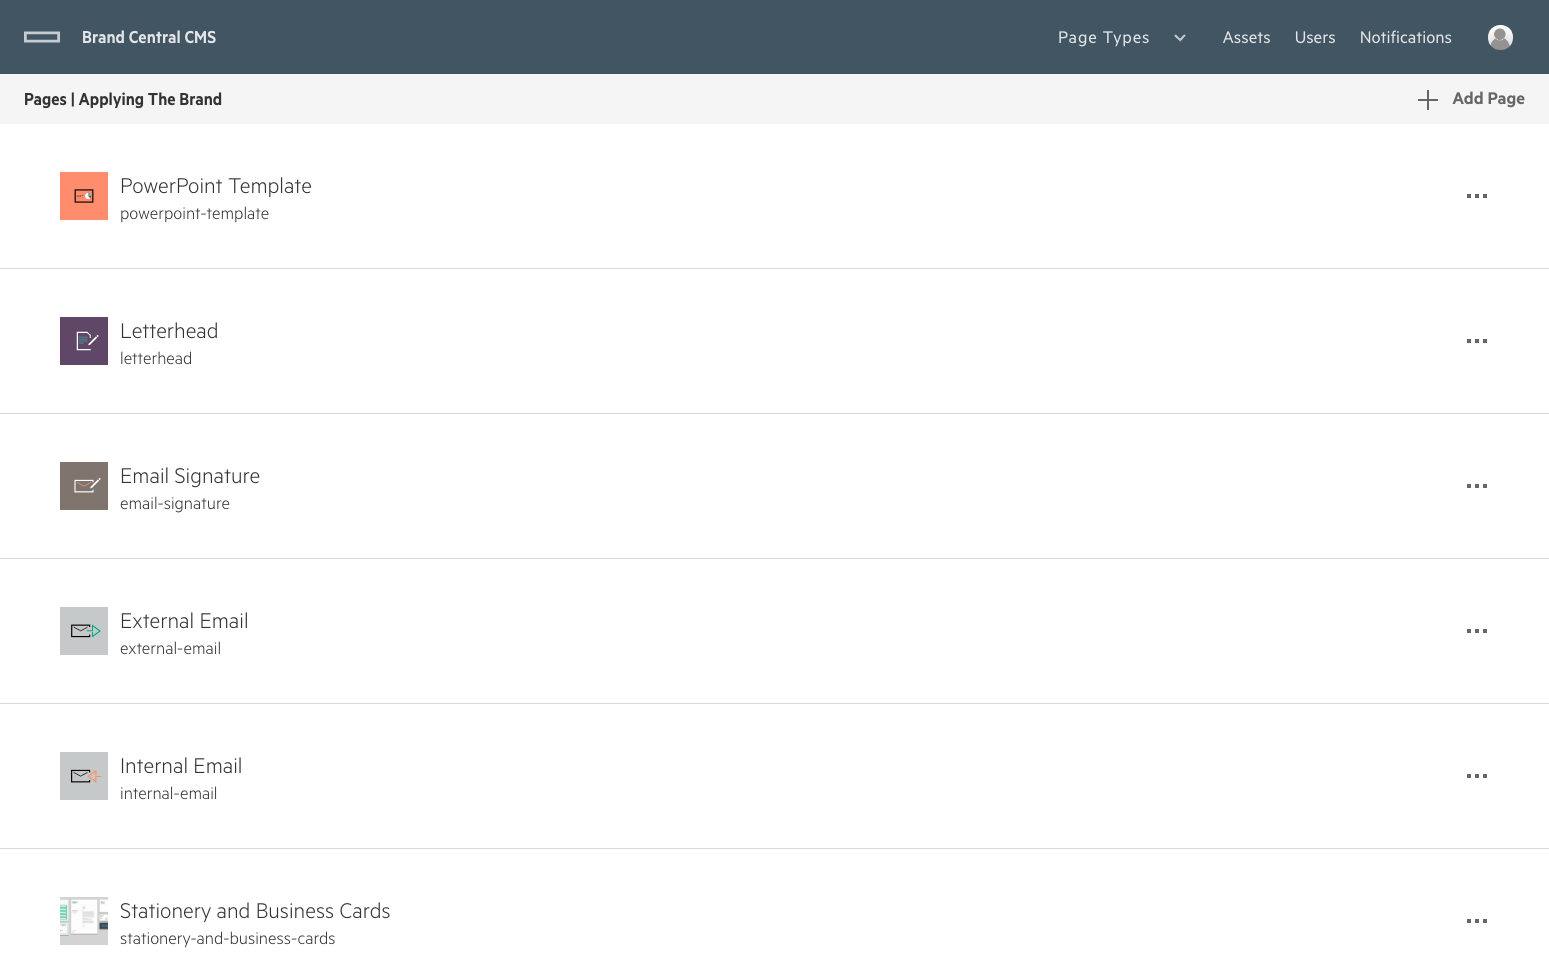 Brand Central CMS
Page Types
Assets
Users
Notifications
Pages | Applying The Brand
Add Page
PowerPoint Template
powerpoint-template
Letterhead
letterhead
Email Signature
email-signature
External Email
external-email
Internal Email
internal-email
Stationery and Business Cards
stationery-and-business-cards